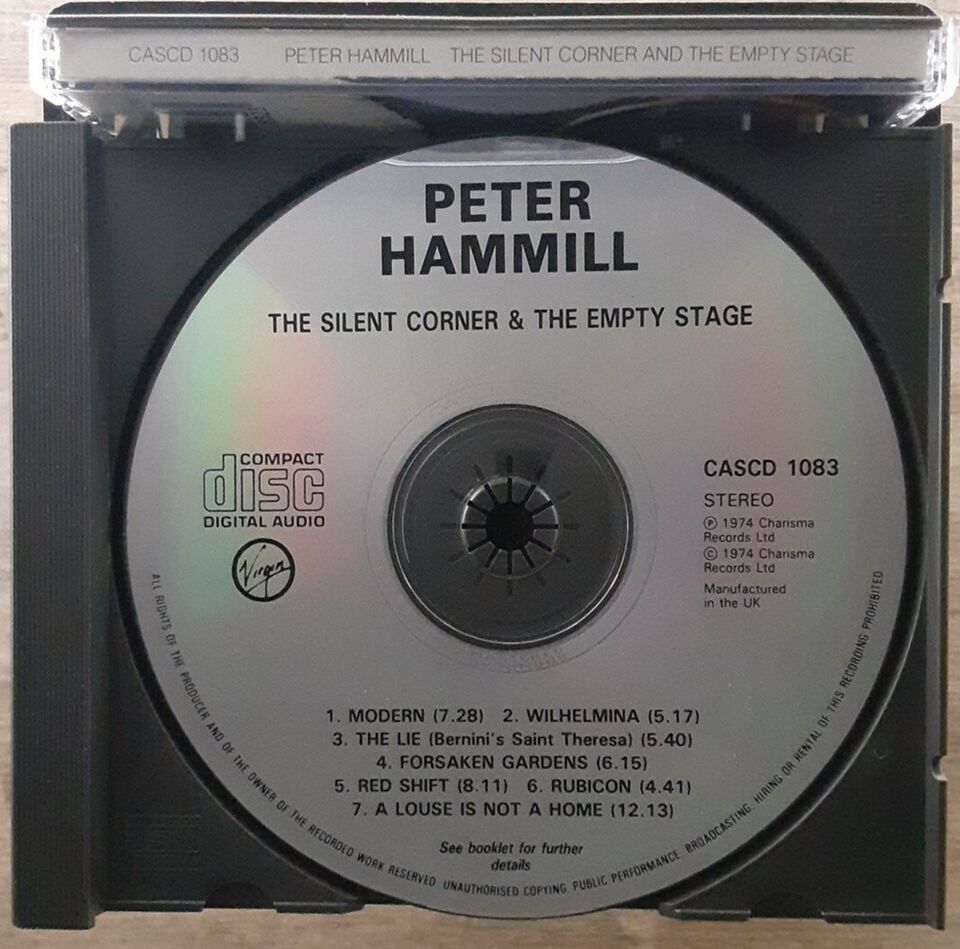 CASCD 1083 PETER HAMMILL THE SILENT CORNER AND THE EMPTY STAGE
PETER
HAMMILL
THE SILENT CORNER & THE EMPTY STAGE
COMPACT
disc
DIGITAL AUDIO
Virgin
CASCD 1083
STEREO
℗ 1974 Charisma
Records Ltd
© 1974 Charisma
Records Ltd
Manufactured
in the UK
1. MODERN (7.28) 2. WILHELMINA (5.17)
3. THE LIE (Bernini's Saint Theresa) (5.40)
4. FORSAKEN GARDENS (6.15)
5. RED SHIFT (8.11) 6. RUBICON (4.41)
7. A LOUSE IS NOT A HOME (12.13)
See booklet for further
details
ALL RIGHTS OF THE PRODUCER AND OF THE OWNER OF THE RECORDED WORK RESERVED. UNAUTHORISED COPYING, PUBLIC PERFORMANCE, BROADCASTING, HIRING OR RENTAL OF THIS RECORDING PROHIBITED